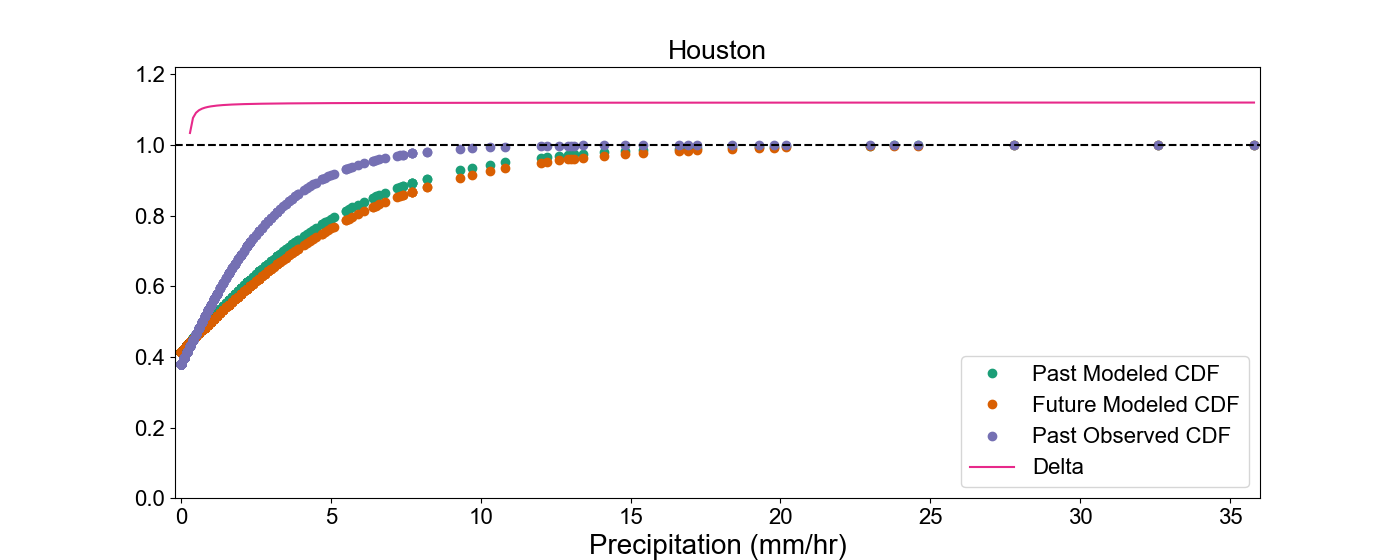 Houston
1.2
1.0
0.8
0.6
0.4
0.2
0.0
0 5 10 15 20 25 30 35
Precipitation (mm/hr)
Past Modeled CDF
Future Modeled CDF
Past Observed CDF
Delta